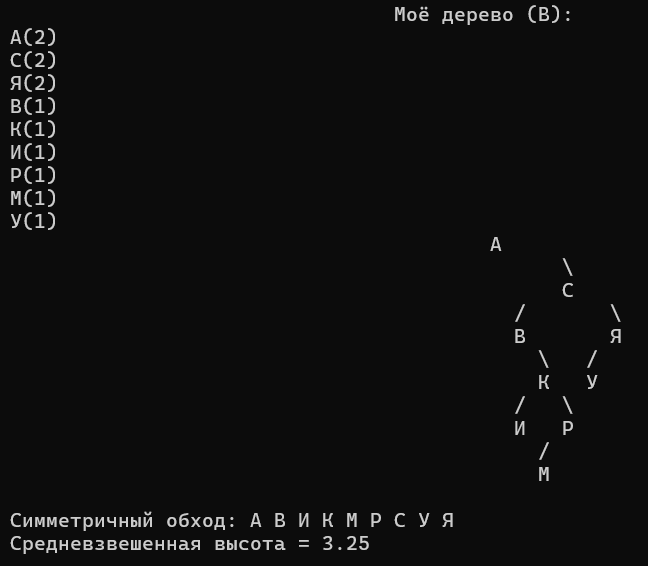 Моё дерево (В):
А(2)
С(2)
Я(2)
В(1)
К(1)
И(1)
Р(1)
М(1)
У(1)
А
\
С
/ \
В Я
\ /
К У
/ \
И Р
/
М
Симметричный обход: А В И К М Р С У Я
Средневзвешенная высота = 3.25